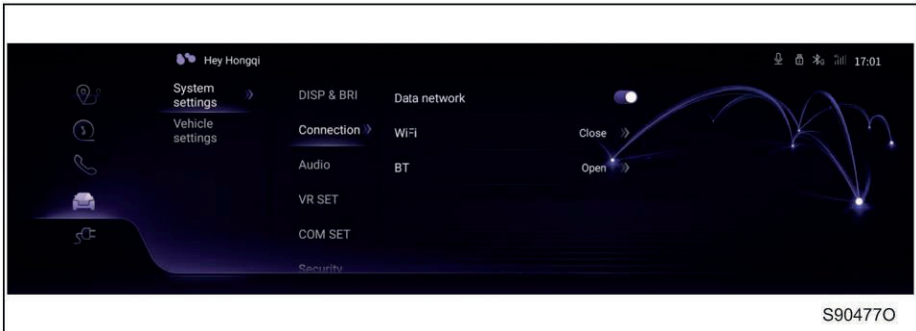 Hey Hongqi
17:01
System
settings
Vehicle
settings
DISP & BRI
Connection
Audio
VR SET
COM SET
Security
Data network
WiFi
Close
BT
Open
S90477O